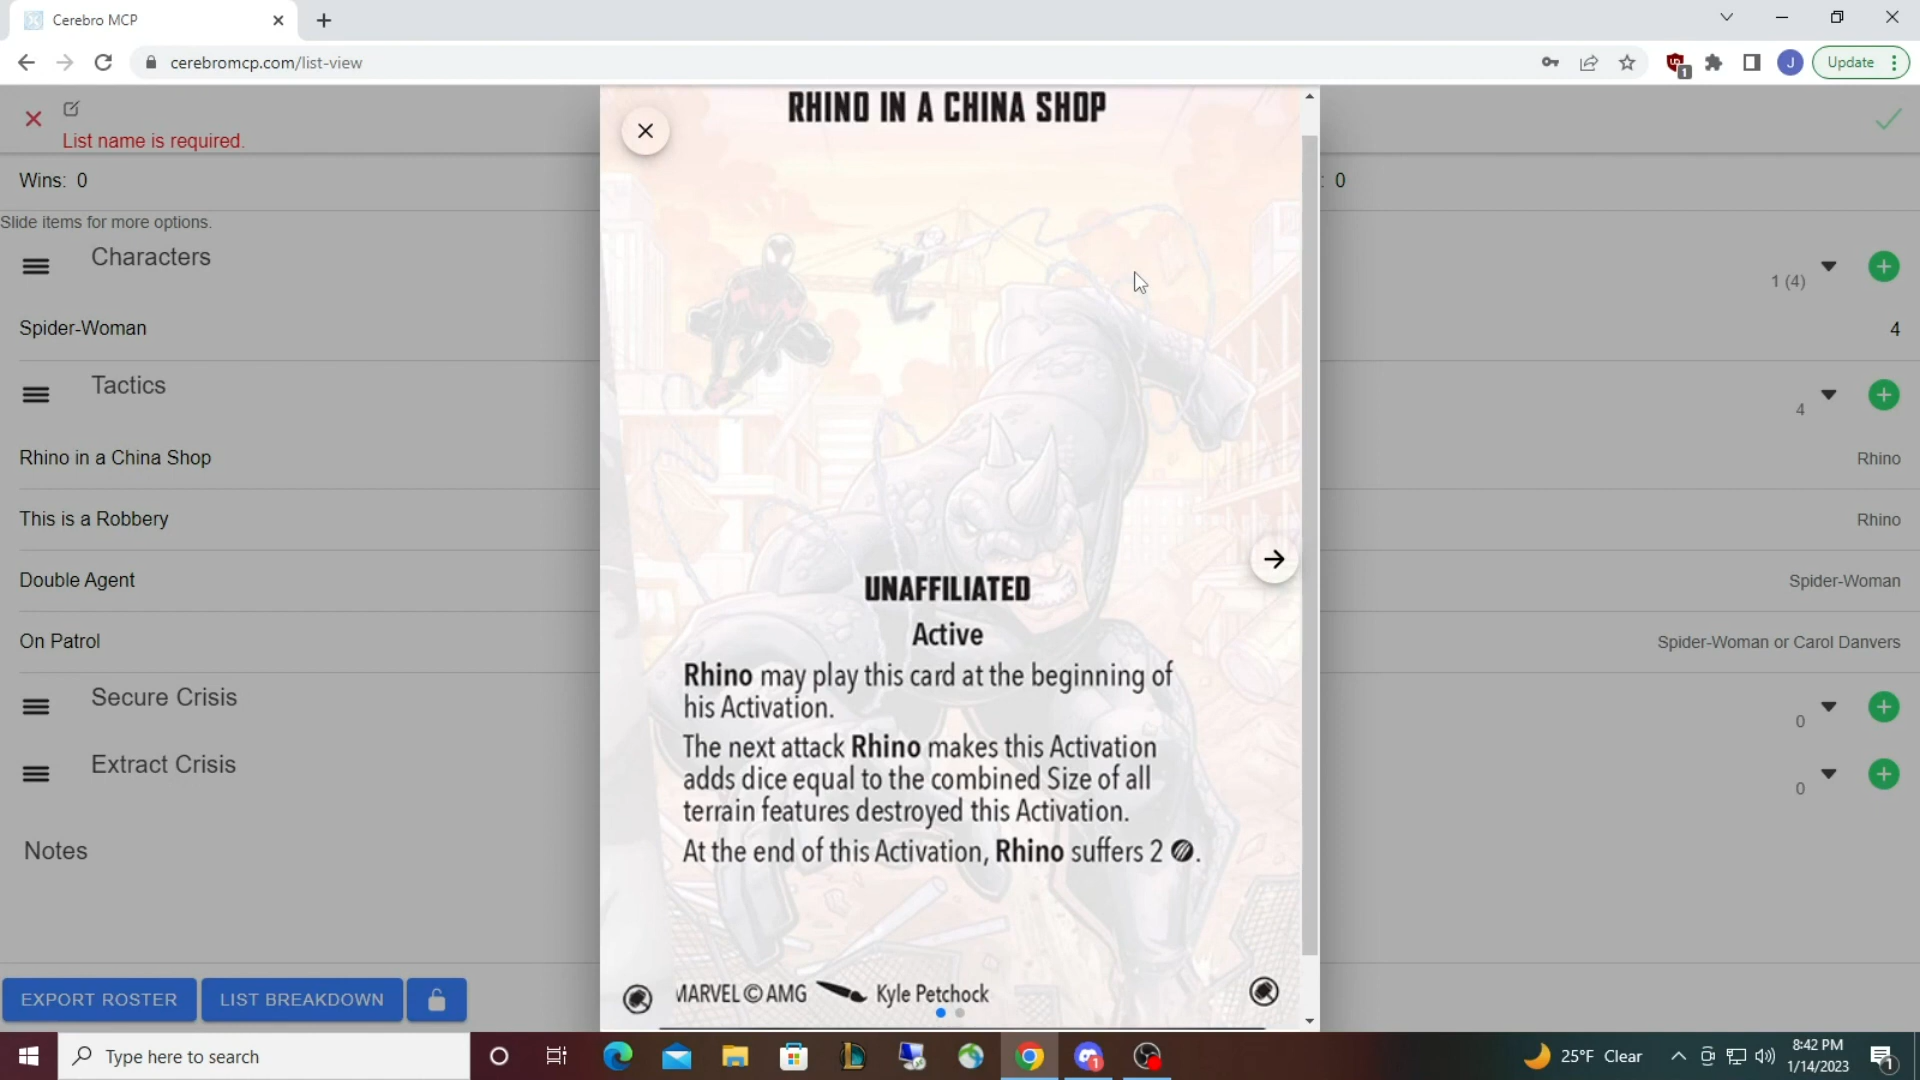 Cerebro MCP
cerebromcp.com/list-view
1
J
Update
List name is required.
Wins: 0
: 0
Slide items for more options.
Characters
1 (4)
Spider-Woman
4
Tactics
4
Rhino in a China Shop
Rhino
This is a Robbery
Rhino
Double Agent
Spider-Woman
On Patrol
Spider-Woman or Carol Danvers
Secure Crisis
0
Extract Crisis
0
Notes
EXPORT ROSTER
LIST BREAKDOWN
RHINO IN A CHINA SHOP
UNAFFILIATED
Active
Rhino may play this card at the beginning of
his Activation.
The next attack Rhino makes this Activation
adds dice equal to the combined Size of all
terrain features destroyed this Activation.
At the end of this Activation, Rhino suffers 2 .
MARVEL © AMG Kyle Petchock
Type here to search
1
25°F Clear
8:42 PM
1/14/2023
1